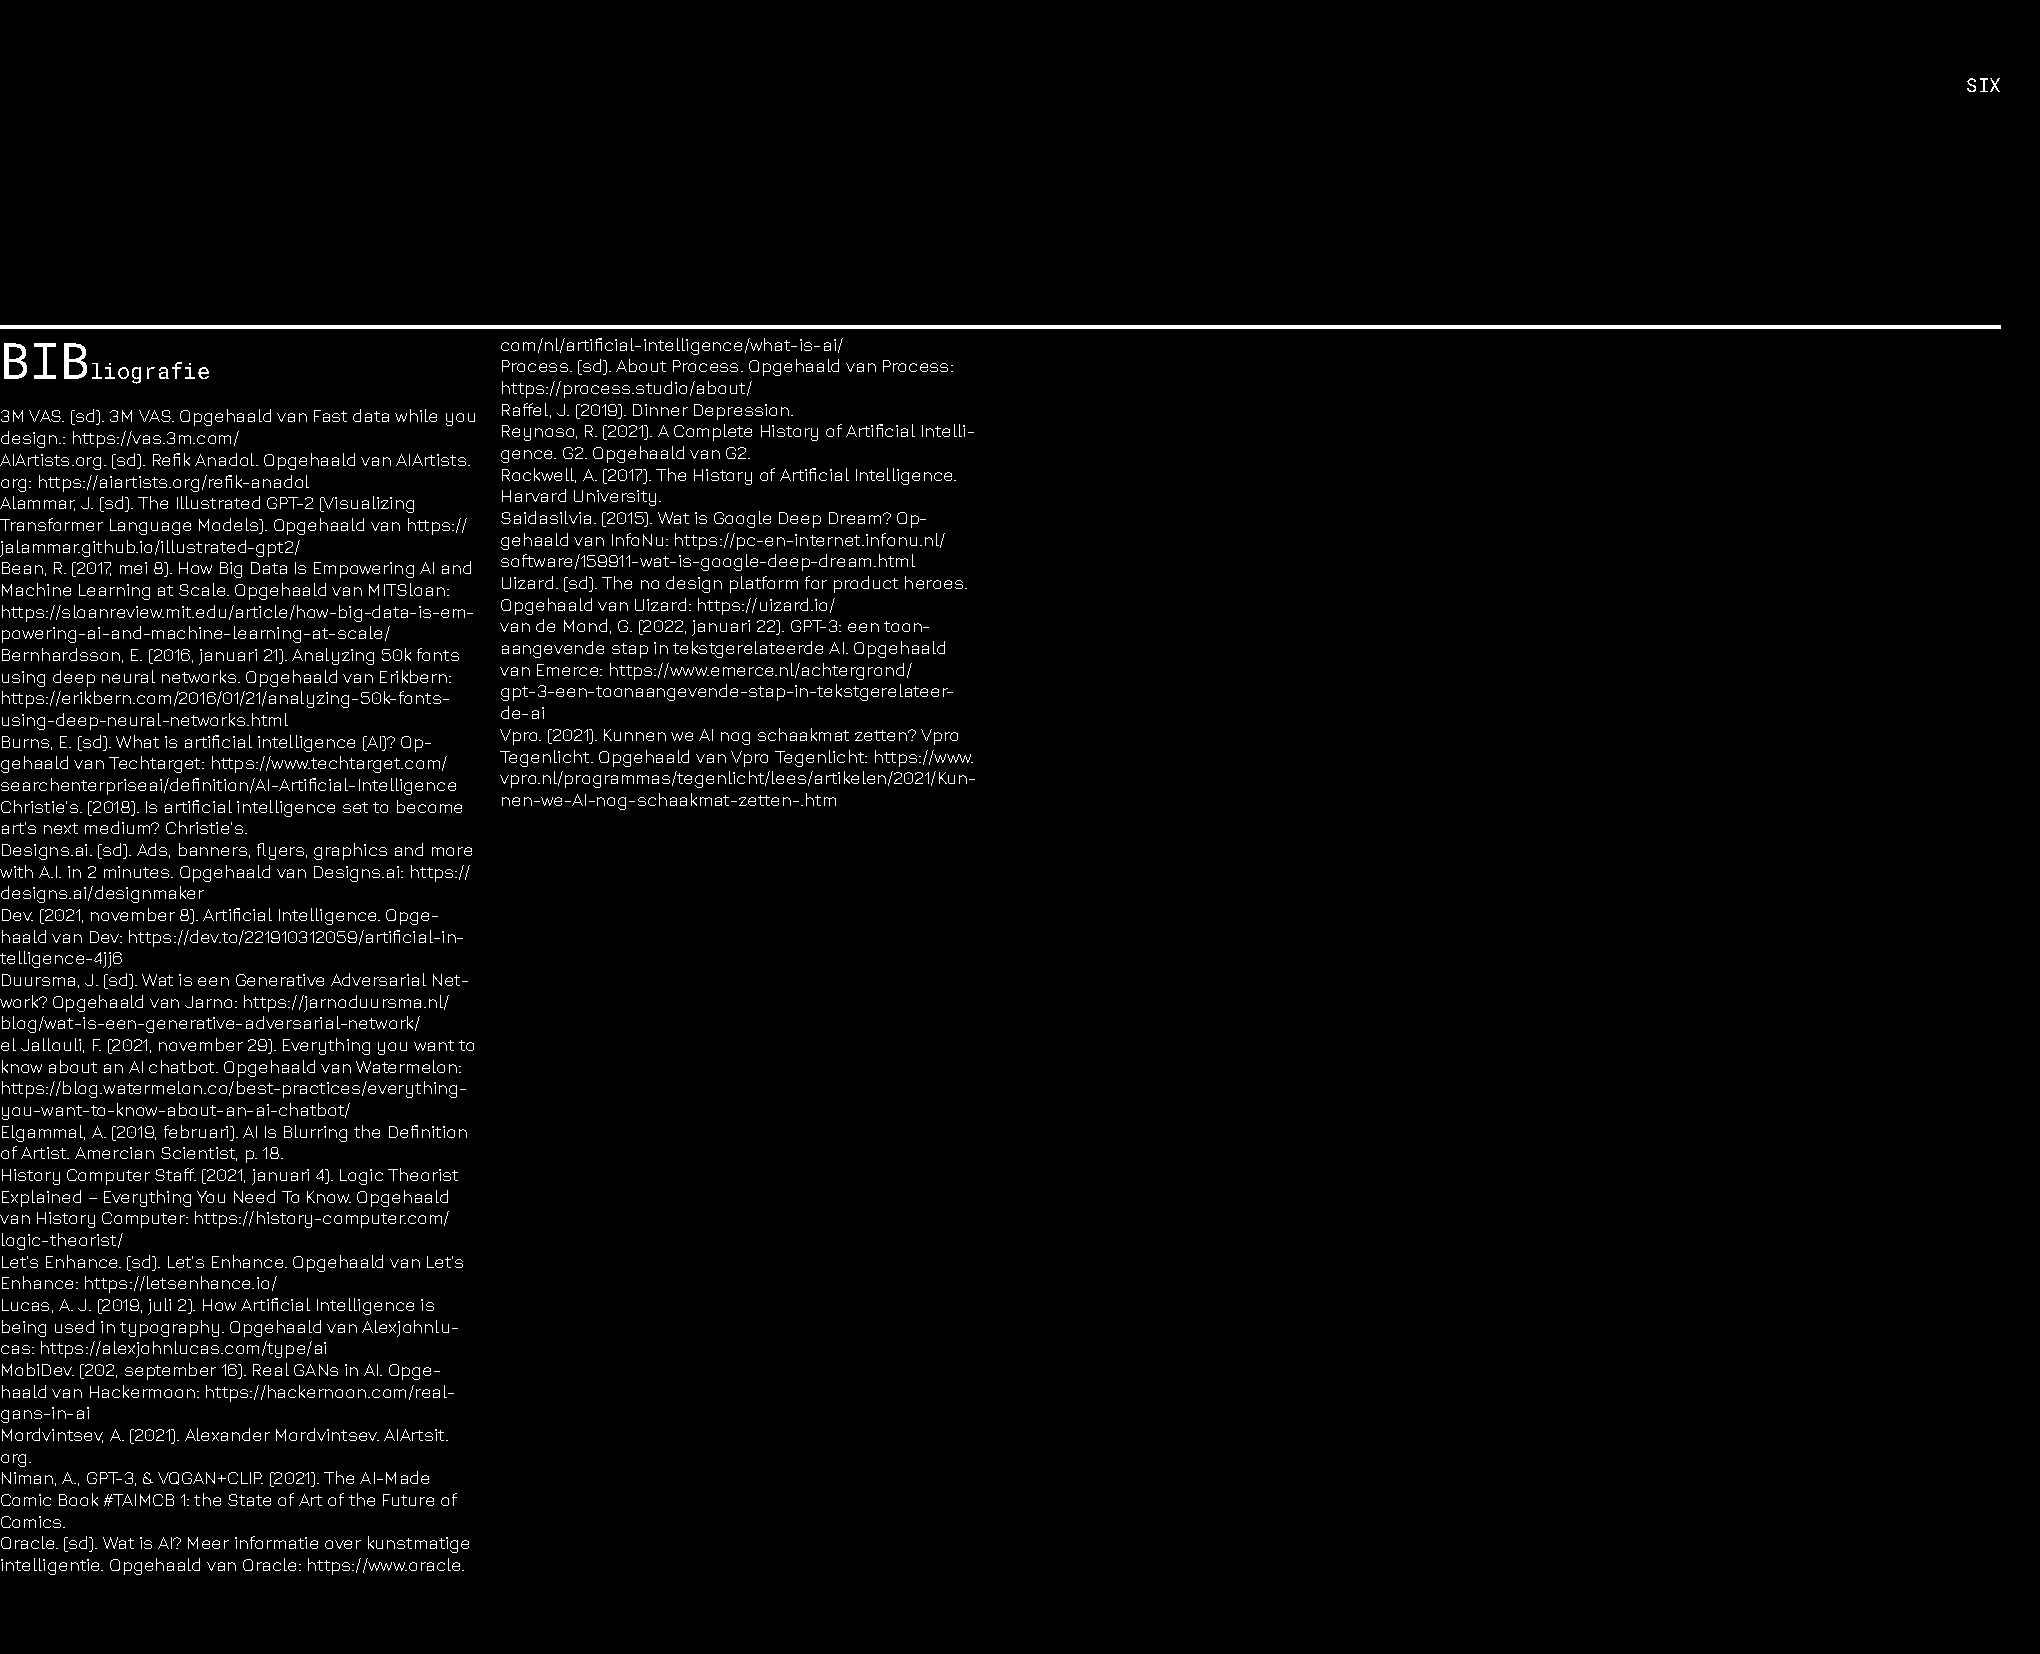 SIX
BIBliografie
3M VAS. (sd). 3M VAS. Opgehaald van Fast data while you
design.: https://vas.3m.com/
AIArtists.org. (sd). Refik Anadol. Opgehaald van AIArtists.
org: https://aiartists.org/refik-anadol
Alammar, J. (sd). The Illustrated GPT-2 (Visualizing
Transformer Language Models). Opgehaald van https://
jalammar.github.io/illustrated-gpt2/
Bean, R. (2017, mei 8). How Big Data Is Empowering AI and
Machine Learning at Scale. Opgehaald van MITSloan:
https://sloanreview.mit.edu/article/how-big-data-is-em-
powering-ai-and-machine-learning-at-scale/
Bernhardsson, E. (2016, januari 21). Analyzing 50k fonts
using deep neural networks. Opgehaald van Erikbern:
https://erikbern.com/2016/01/21/analyzing-50k-fonts-
using-deep-neural-networks.html
Burns, E. (sd). What is artificial intelligence (AI)? Op-
gehaald van Techtarget: https://www.techtarget.com/
searchenterpriseai/definition/AI-Artificial-Intelligence
Christie's. (2018). Is artificial intelligence set to become
art's next medium? Christie's.
Designs.ai. (sd). Ads, banners, flyers, graphics and more
with A.I. in 2 minutes. Opgehaald van Designs.ai: https://
designs.ai/designmaker
Dev. (2021, november 8). Artificial Intelligence. Opge-
haald van Dev: https://dev.to/221910312059/artificial-in-
telligence-4jj6
Duursma, J. (sd). Wat is een Generative Adversarial Net-
work? Opgehaald van Jarno: https://jarnoduursma.nl/
blog/wat-is-een-generative-adversarial-network/
el Jallouli, F. (2021, november 29). Everything you want to
know about an AI chatbot. Opgehaald van Watermelon:
https://blog.watermelon.co/best-practices/everything-
you-want-to-know-about-an-ai-chatbot/
Elgammal, A. (2019, februari). AI Is Blurring the Definition
of Artist. Amercian Scientist, p. 18.
History Computer Staff. (2021, januari 4). Logic Theorist
Explained – Everything You Need To Know. Opgehaald
van History Computer: https://history-computer.com/
logic-theorist/
Let's Enhance. (sd). Let's Enhance. Opgehaald van Let's
Enhance: https://letsenhance.io/
Lucas, A. J. (2019, juli 2). How Artificial Intelligence is
being used in typography. Opgehaald van Alexjohnlu-
cas: https://alexjohnlucas.com/type/ai
MobiDev. (202, september 16). Real GANs in AI. Opge-
haald van Hackermoon: https://hackernoon.com/real-
gans-in-ai
Mordvintsev, A. (2021). Alexander Mordvintsev. AIArtsit.
org.
Niman, A., GPT-3, & VQGAN+CLIP. (2021). The AI-Made
Comic Book #TAIMCB 1: the State of Art of the Future of
Comics.
Oracle. (sd). Wat is AI? Meer informatie over kunstmatige
intelligentie. Opgehaald van Oracle: https://www.oracle.
com/nl/artificial-intelligence/what-is-ai/
Process. (sd). About Process. Opgehaald van Process:
https://process.studio/about/
Raffel, J. (2019). Dinner Depression.
Reynoso, R. (2021). A Complete History of Artificial Intelli-
gence. G2. Opgehaald van G2.
Rockwell, A. (2017). The History of Artificial Intelligence.
Harvard University.
Saidasilvia. (2015). Wat is Google Deep Dream? Op-
gehaald van InfoNu: https://pc-en-internet.infonu.nl/
software/159911-wat-is-google-deep-dream.html
Uizard. (sd). The no design platform for product heroes.
Opgehaald van Uizard: https://uizard.io/
van de Mond, G. (2022, januari 22). GPT-3: een toon-
aangevende stap in tekstgerelateerde AI. Opgehaald
van Emerce: https://www.emerce.nl/achtergrond/
gpt-3-een-toonaangevende-stap-in-tekstgerelateer-
de-ai
Vpro. (2021). Kunnen we AI nog schaakmat zetten? Vpro
Tegenlicht. Opgehaald van Vpro Tegenlicht: https://www.
vpro.nl/programmas/tegenlicht/lees/artikelen/2021/Kun-
nen-we-AI-nog-schaakmat-zetten-.htm